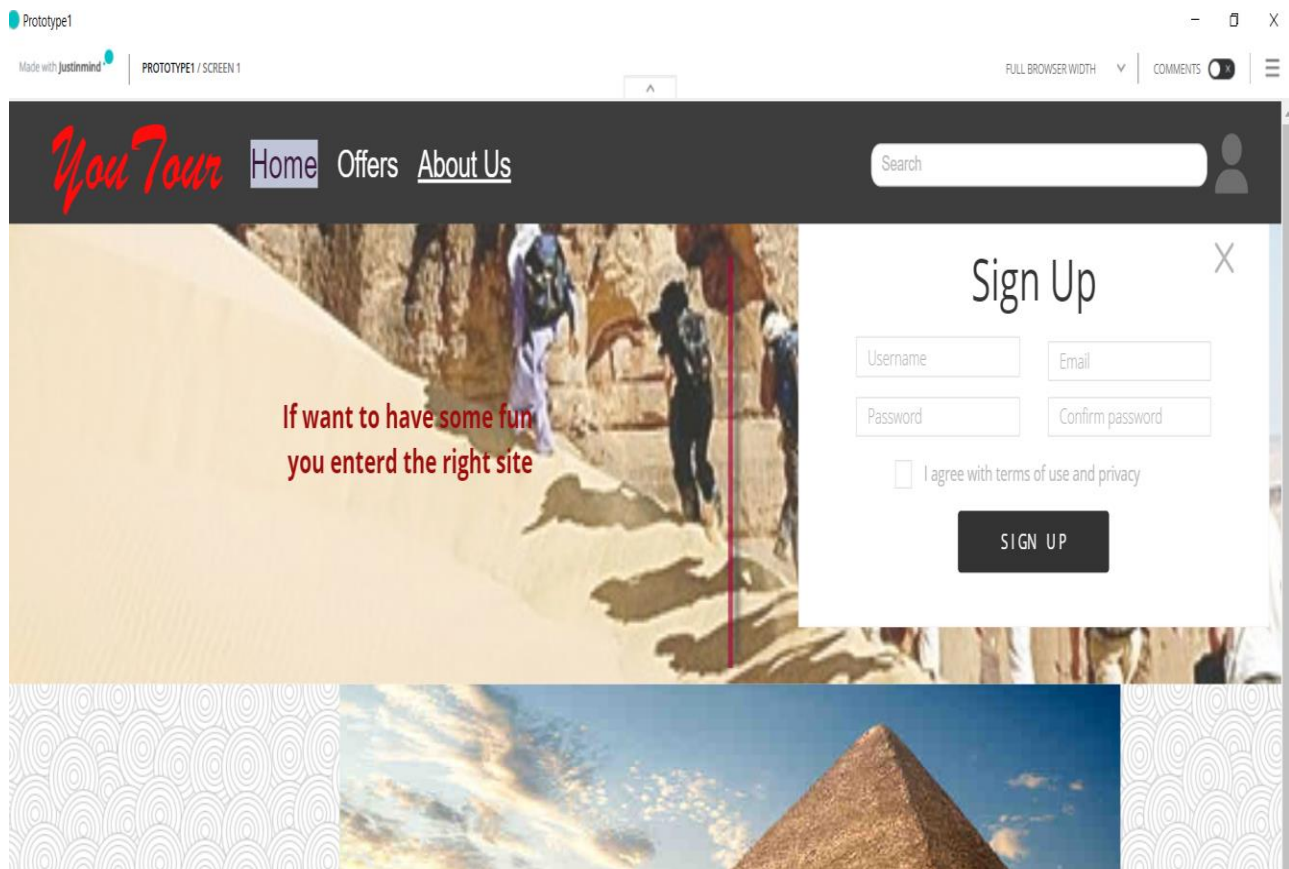 Prototype1
Made with Justinmind
PROTOTYPE1 / SCREEN 1
FULL BROWSER WIDTH
COMMENTS
YouTour
Home
Offers
About Us
Search
Sign Up
Username
Email
Password
Confirm password
I agree with terms of use and privacy
SIGN UP
If want to have some fun
you enterd the right site